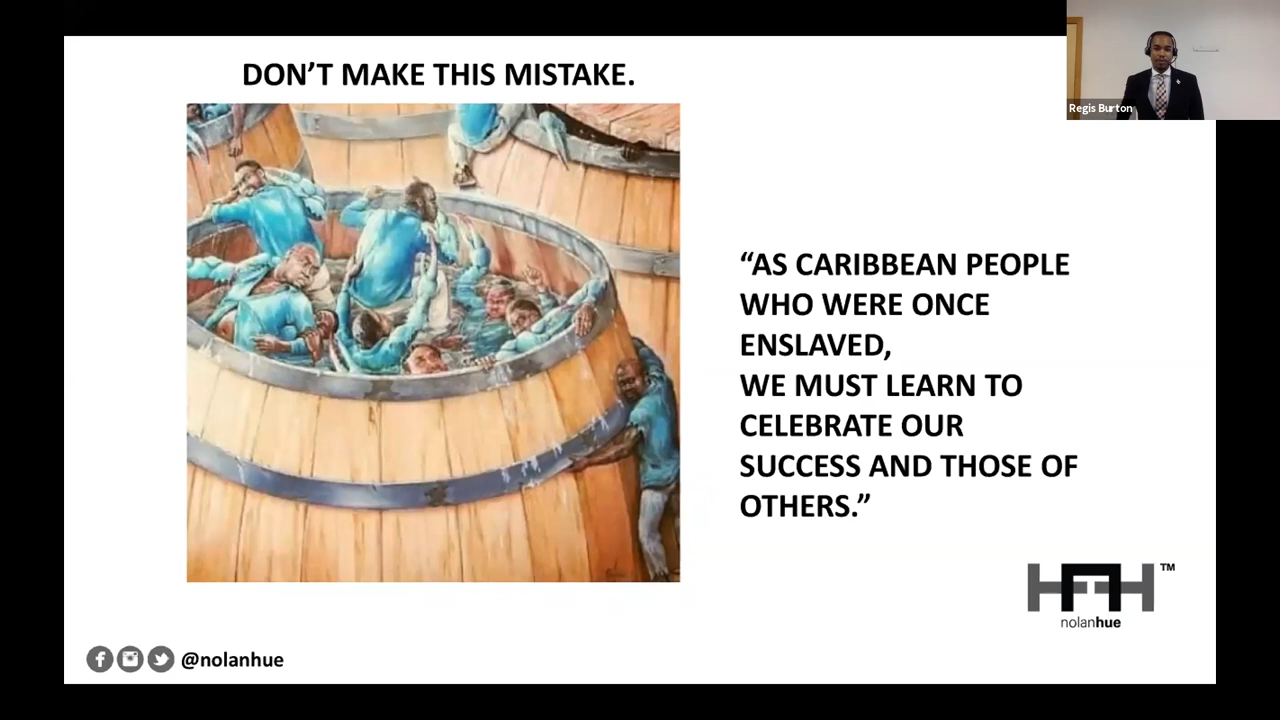 DON'T MAKE THIS MISTAKE.
Regis Burton
“AS CARIBBEAN PEOPLE
WHO WERE ONCE
ENSLAVED,
WE MUST LEARN TO
CELEBRATE OUR
SUCCESS AND THOSE OF
OTHERS.”
TM
nolanhue
@nolanhue